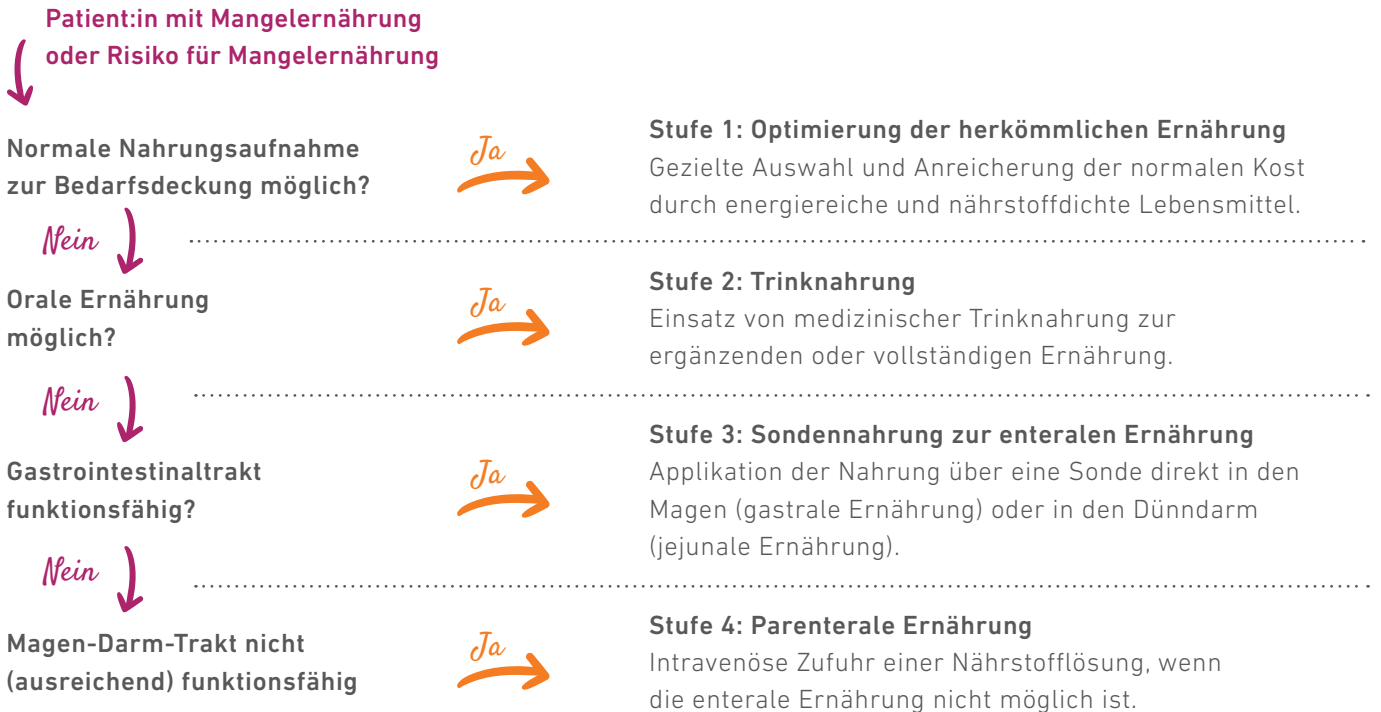 Patient:in mit Mangelernährung
oder Risiko für Mangelernährung
Normale Nahrungsaufnahme
zur Bedarfsdeckung möglich?
Ja
Stufe 1: Optimierung der herkömmlichen Ernährung
Gezielte Auswahl und Anreicherung der normalen Kost
durch energiereiche und nährstoffdichte Lebensmittel.
Nein
Orale Ernährung
möglich?
Ja
Stufe 2: Trinknahrung
Einsatz von medizinischer Trinknahrung zur
ergänzenden oder vollständigen Ernährung.
Nein
Gastrointestinaltrakt
funktionsfähig?
Ja
Stufe 3: Sondennahrung zur enteralen Ernährung
Applikation der Nahrung über eine Sonde direkt in den
Magen (gastrale Ernährung) oder in den Dünndarm
(jejunale Ernährung).
Nein
Magen-Darm-Trakt nicht
(ausreichend) funktionsfähig
Ja
Stufe 4: Parenterale Ernährung
Intravenöse Zufuhr einer Nährstofflösung, wenn
die enterale Ernährung nicht möglich ist.